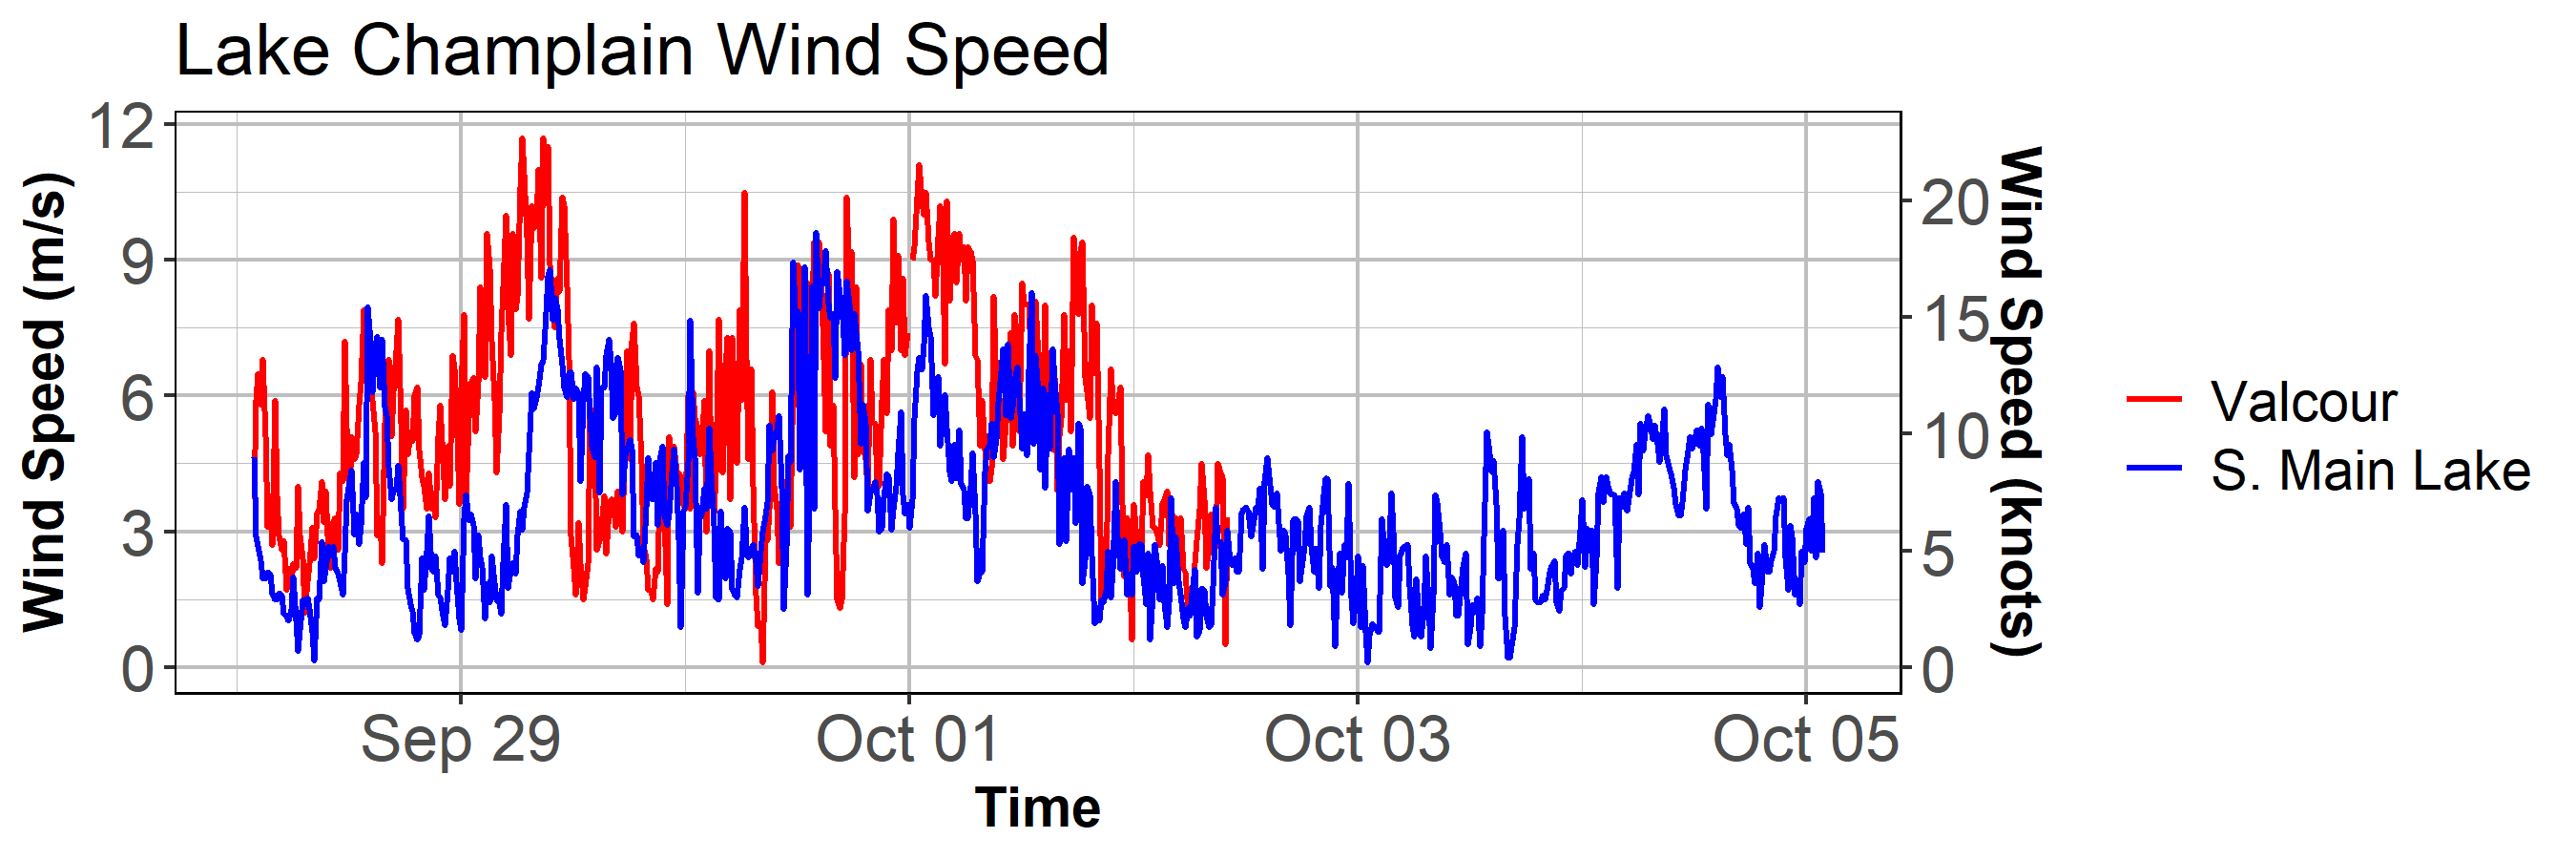 Lake Champlain Wind Speed
Wind Speed (m/s)
12
9
6
3
0
20
15
10
5
0
Wind Speed (knots)
Sep 29
Oct 01
Oct 03
Oct 05
Time
Valcour
S. Main Lake